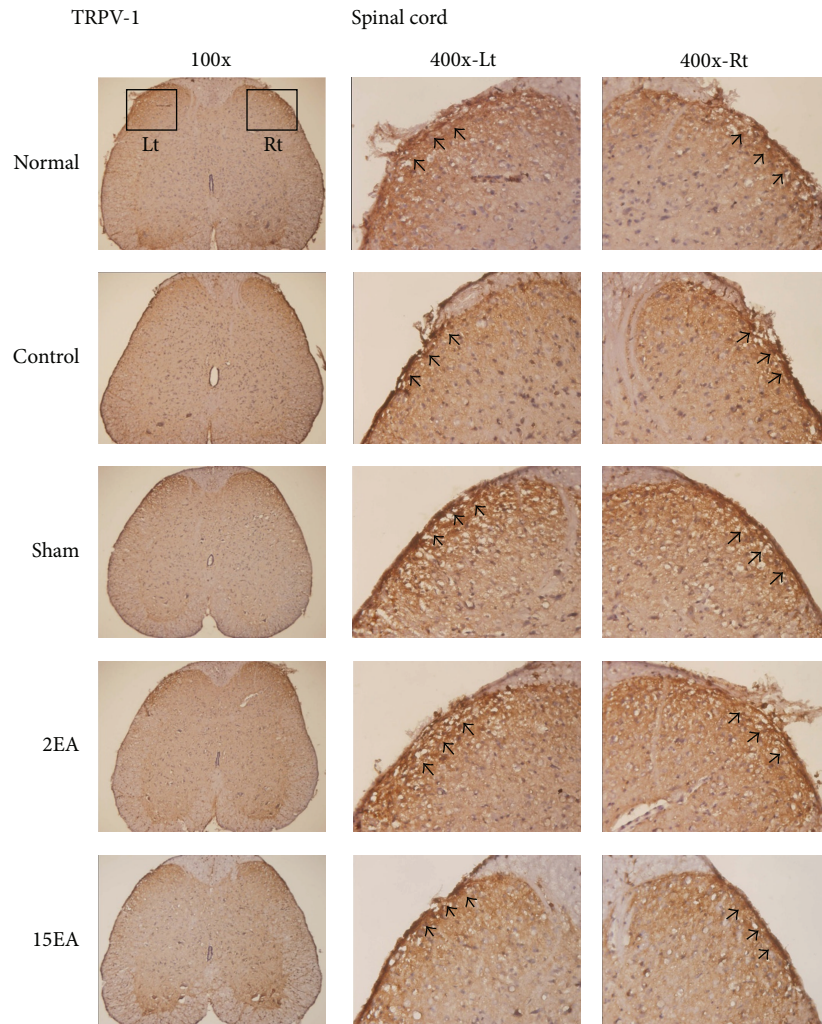 TRPV-1 Spinal cord
100x 400x-Lt 400x-Rt
Lt Rt
Normal
Control
Sham
2EA
15EA